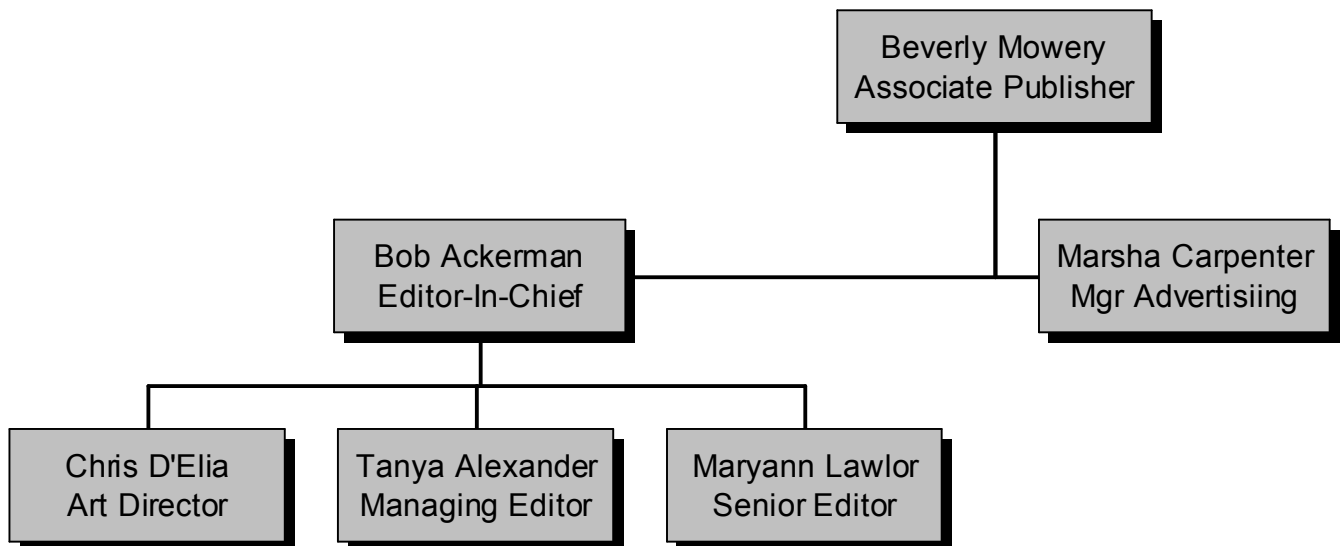 Beverly Mowery
Associate Publisher
Bob Ackerman
Editor-In-Chief
Marsha Carpenter
Mgr Advertisiing
Chris D'Elia
Art Director
Tanya Alexander
Managing Editor
Maryann Lawlor
Senior Editor